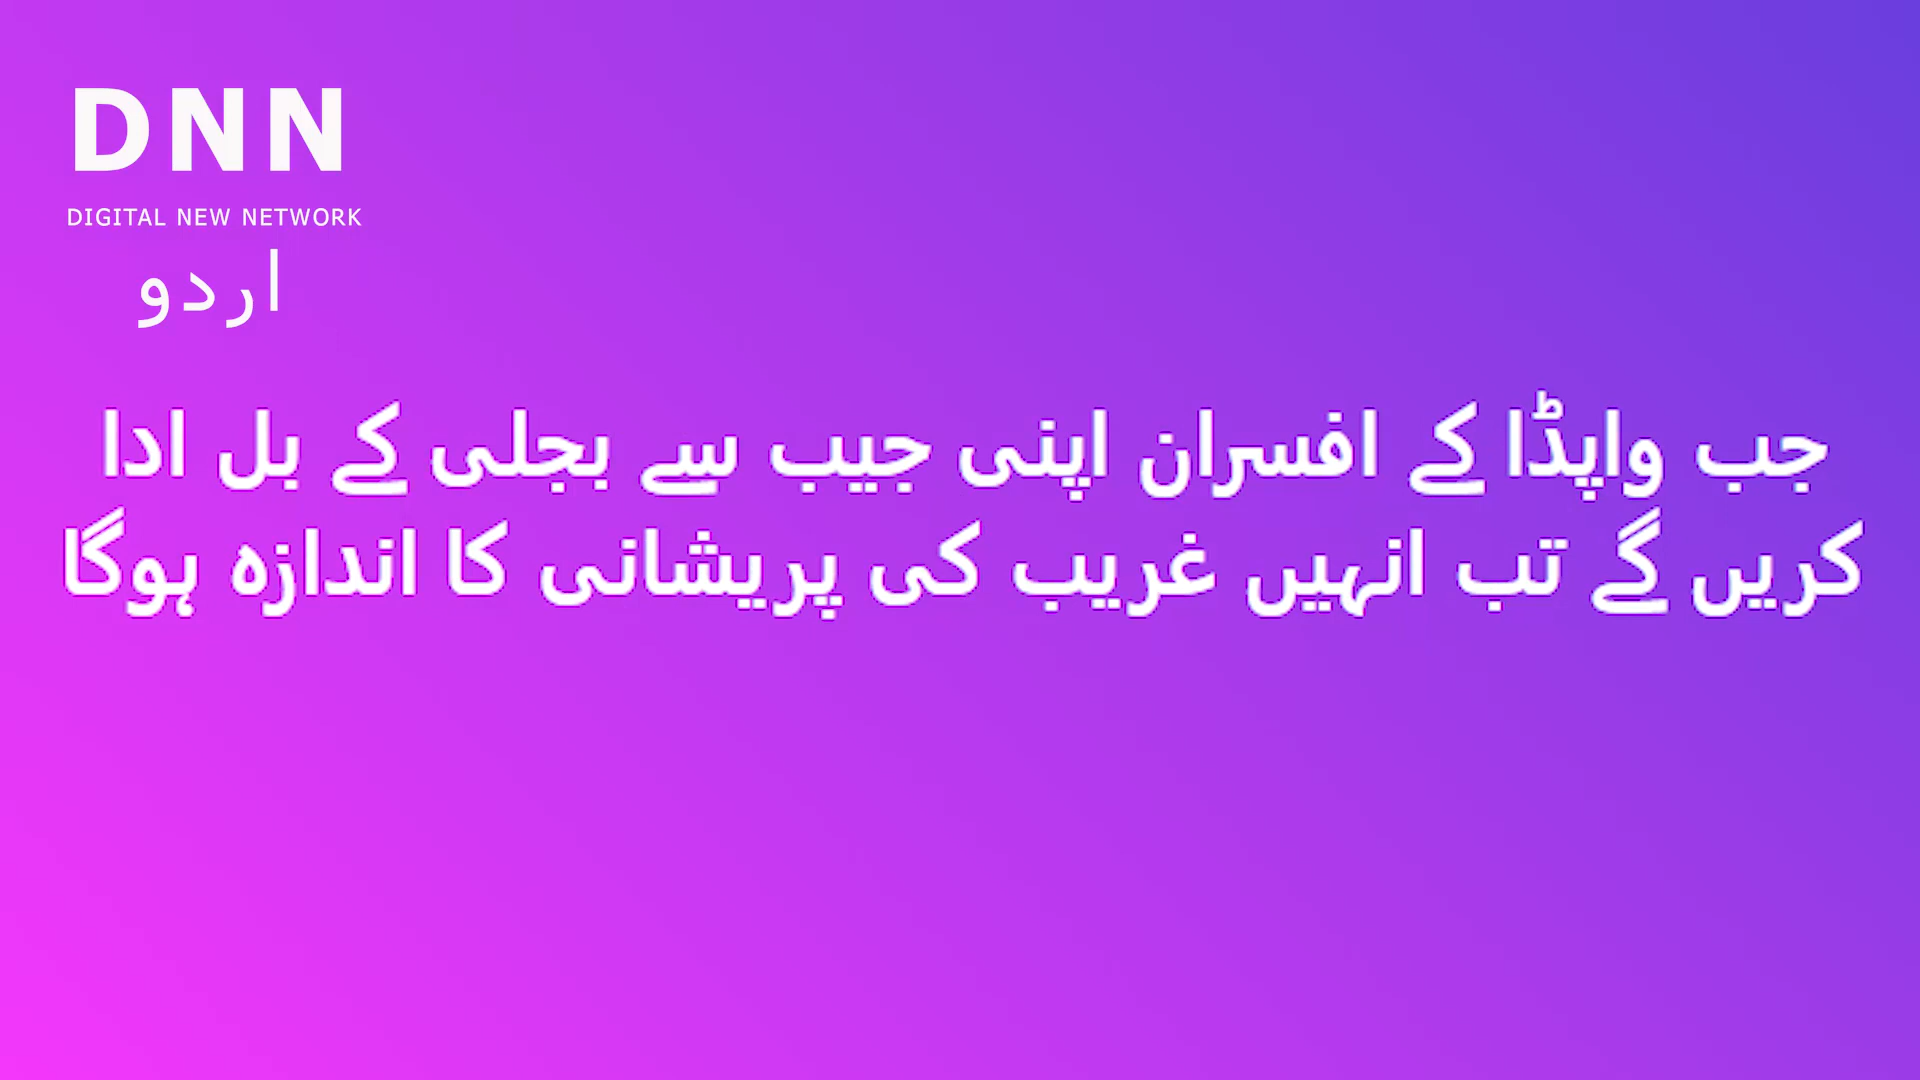 DNN
DIGITAL NEW NETWORK
اردو
جب واپڈا کے افسران اپنی جیب سے بجلی کے بل ادا
کریں گے تب انہیں غریب کی پریشانی کا اندازہ ہوگا